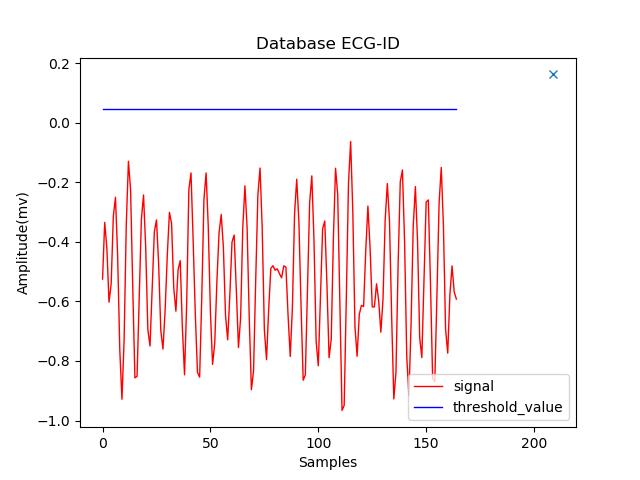 Database ECG-ID
Amplitude(mv)
0.2
0.0
−0.2
−0.4
−0.6
−0.8
−1.0
0
50
100
150
200
Samples
signal
threshold_value